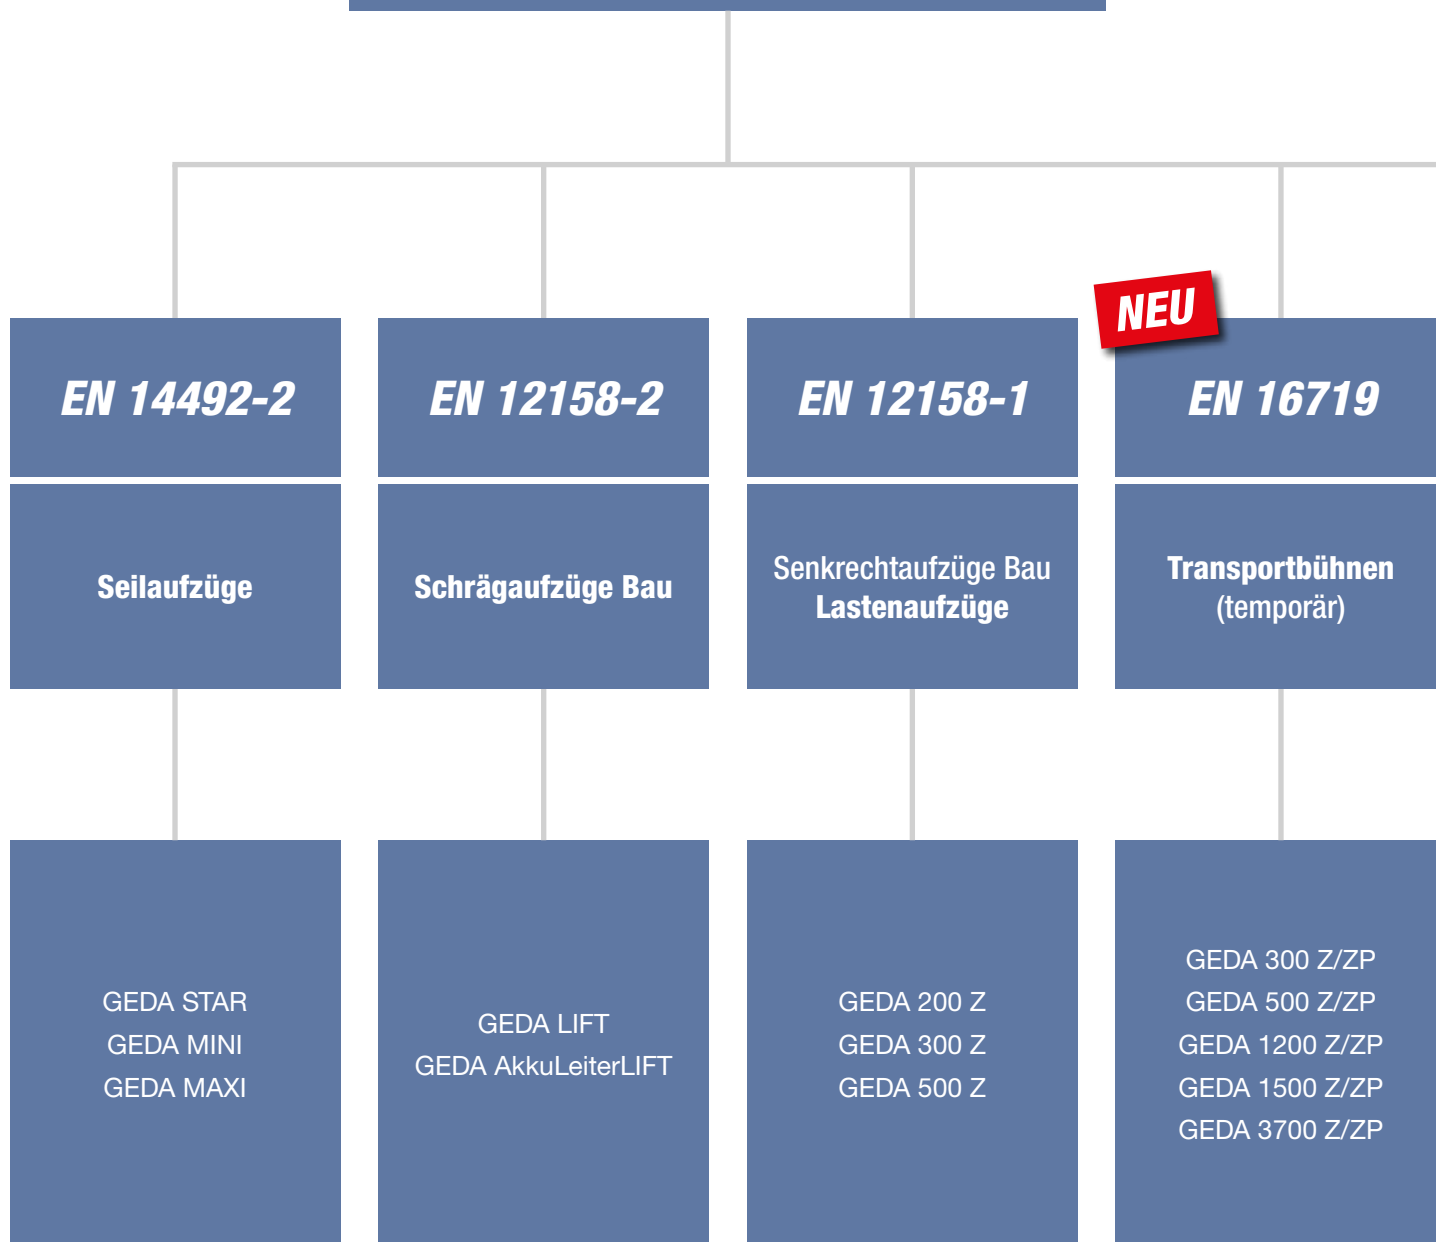 NEU
EN 14492-2
EN 12158-2
EN 12158-1
EN 16719
Seilaufzüge
Schrägaufzüge Bau
Senkrechtaufzüge Bau
Lastenaufzüge
Transportbühnen
(temporär)
GEDA STAR
GEDA MINI
GEDA MAXI
GEDA LIFT
GEDA AkkuLeiterLIFT
GEDA 200 Z
GEDA 300 Z
GEDA 500 Z
GEDA 300 Z/ZP
GEDA 500 Z/ZP
GEDA 1200 Z/ZP
GEDA 1500 Z/ZP
GEDA 3700 Z/ZP